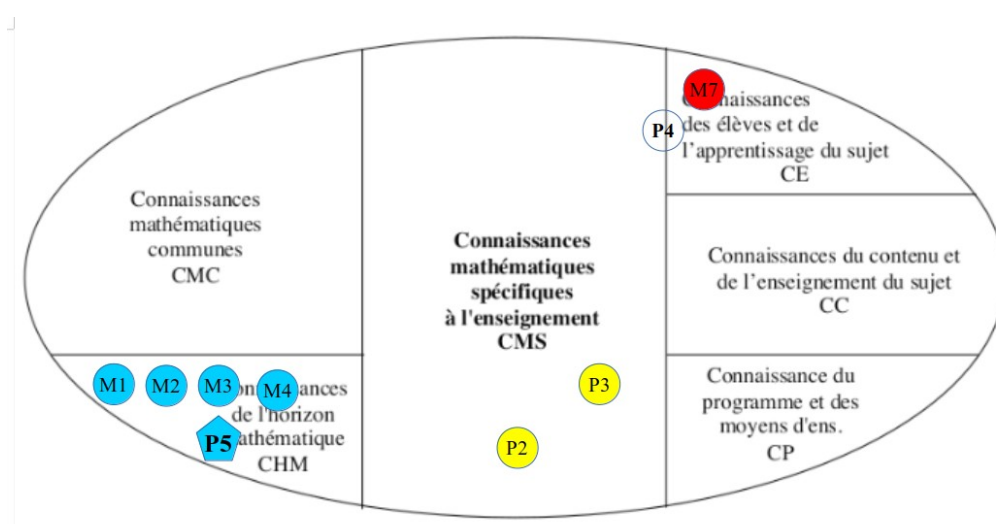 Connaissances
mathématiques
communes
CMC
M1 M2 M3 M4 ances
de l'horizon
P5 athématique
CHM
Connaissances
mathématiques
spécifiques
à l'enseignement
CMS
P3
P2
M7 naissances
P4 des élèves et de
l'apprentissage du sujet
CE
Connaissances du contenu et
de l'enseignement du sujet
CC
Connaissance du
programme et des
moyens d'ens.
CP